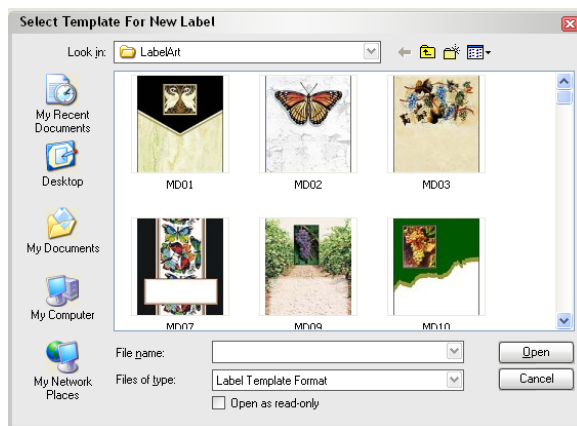 Select Template For New Label
Look in: LabelArt
My Recent
Documents
Desktop
My Documents
My Computer
My Network
Places
MD01 MD02 MD03
MD07 MD09 MD10
File name: Open
Files of type: Label Template Format Cancel
Open as read-only